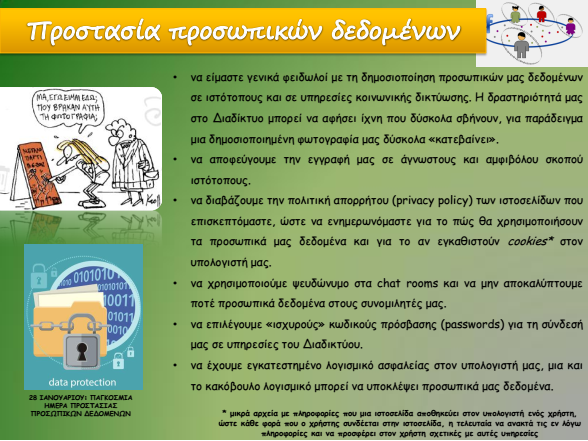 Προστασία προσωπικών δεδομένων
ΜΑ, ΕΓΩ ΕΙΜΑΙ ΕΔΩ;
ΠΟΥ ΒΡΗΚΑΝ ΑΥΤΗ
ΤΗ ΦΩΤΟΓΡΑΦΙΑ;
• να είμαστε γενικά φειδωλοί με τη δημοσιοποίηση προσωπικών μας δεδομένων
σε ιστότοπους και σε υπηρεσίες κοινωνικής δικτύωσης. Η δραστηριότητά μας
στο Διαδίκτυο μπορεί να αφήσει ίχνη που δύσκολα σβήνουν, για παράδειγμα
μια δημοσιοποιημένη φωτογραφία μας δύσκολα «κατεβαίνει».
• να αποφεύγουμε την εγγραφή μας σε άγνωστους και αμφιβόλου σκοπού
ιστότοπους.
• να διαβάζουμε την πολιτική απορρήτου (privacy policy) των ιστοσελίδων που
επισκεπτόμαστε, ώστε να ενημερωνόμαστε για το πώς θα χρησιμοποιήσουν
τα προσωπικά μας δεδομένα και για το αν εγκαθιστούν cookies* στον
υπολογιστή μας.
• να χρησιμοποιούμε ψευδώνυμο στα chat rooms και να μην αποκαλύπτουμε
ποτέ προσωπικά δεδομένα στους συνομιλητές μας.
• να επιλέγουμε «ισχυρούς» κωδικούς πρόσβασης (passwords) για τη σύνδεσή
μας σε υπηρεσίες του Διαδικτύου.
• να έχουμε εγκατεστημένο λογισμικό ασφαλείας στον υπολογιστή μας, μια και
το κακόβουλο λογισμικό μπορεί να υποκλέψει προσωπικά μας δεδομένα.
data protection
28 ΙΑΝΟΥΑΡΙΟΥ: ΠΑΓΚΟΣΜΙΑ
ΗΜΕΡΑ ΠΡΟΣΤΑΣΙΑΣ
ΠΡΟΣΩΠΙΚΩΝ ΔΕΔΟΜΕΝΩΝ
* μικρά αρχεία με πληροφορίες που μια ιστοσελίδα αποθηκεύει στον υπολογιστή ενός χρήστη,
ώστε κάθε φορά που ο χρήστης συνδέεται στην ιστοσελίδα, η τελευταία να ανακτά τις εν λόγω
πληροφορίες και να προσφέρει στον χρήστη σχετικές με αυτές υπηρεσίες